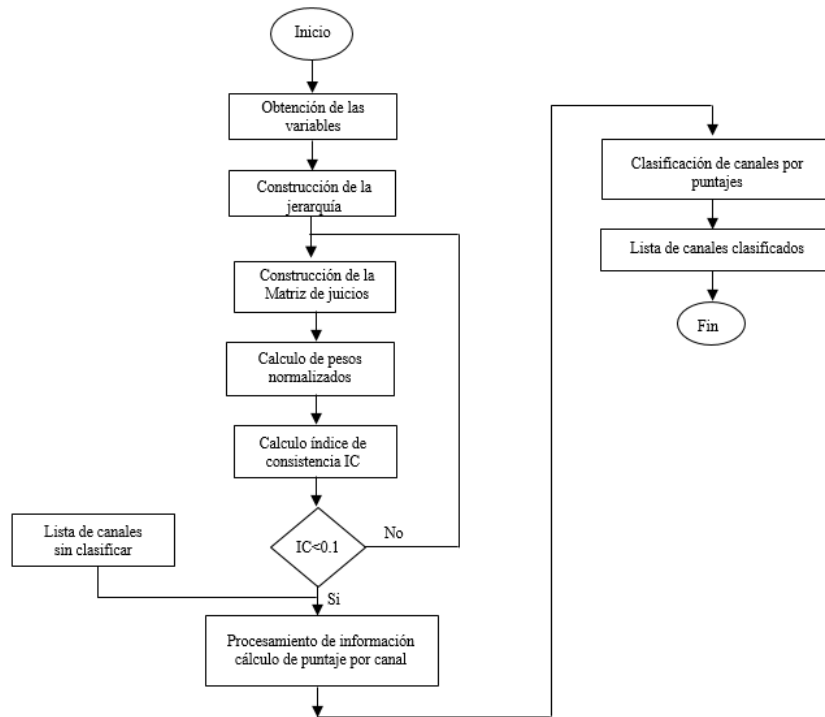 Inicio
Obtención de las
variables
Construcción de la
jerarquía
Construcción de la
Matriz de juicios
Calculo de pesos
normalizados
Calculo índice de
consistencia IC
IC<0.1
No
Si
Lista de canales
sin clasificar
Procesamiento de información
cálculo de puntaje por canal
Clasificación de canales por
puntajes
Lista de canales clasificados
Fin